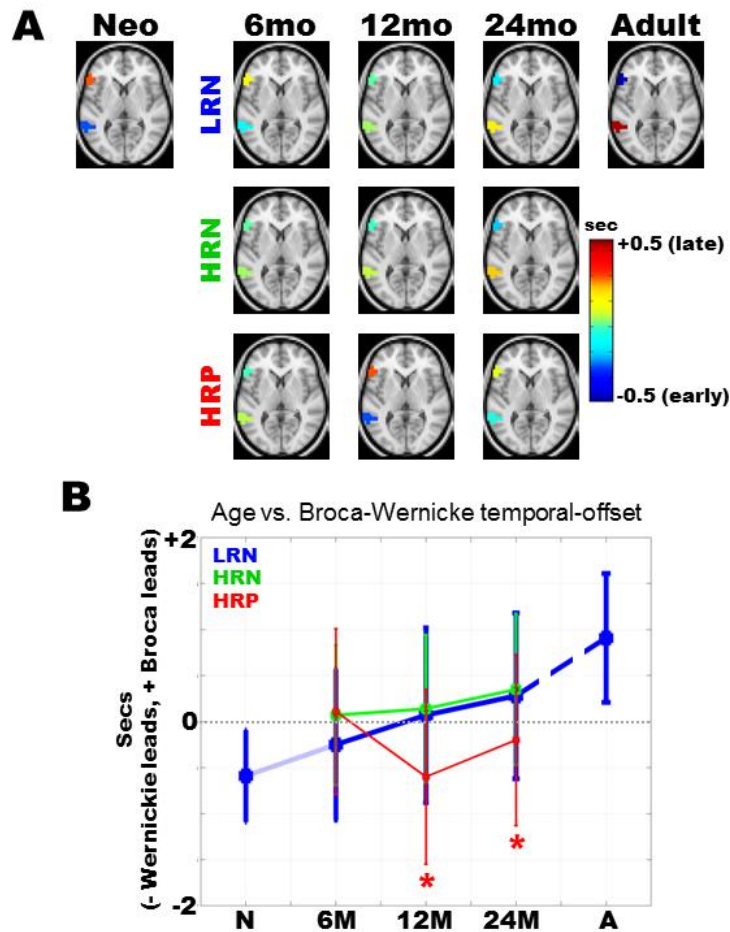 A
Neo 6mo 12mo 24mo Adult
LRN
HRN
HRP
sec
+0.5 (late)
-0.5 (early)
B
Age vs. Broca-Wernicke temporal-offset
Secs
(- Wernickie leads, + Broca leads)
+2
0
-2
LRN
HRN
HRP
*
*
N 6M 12M 24M A